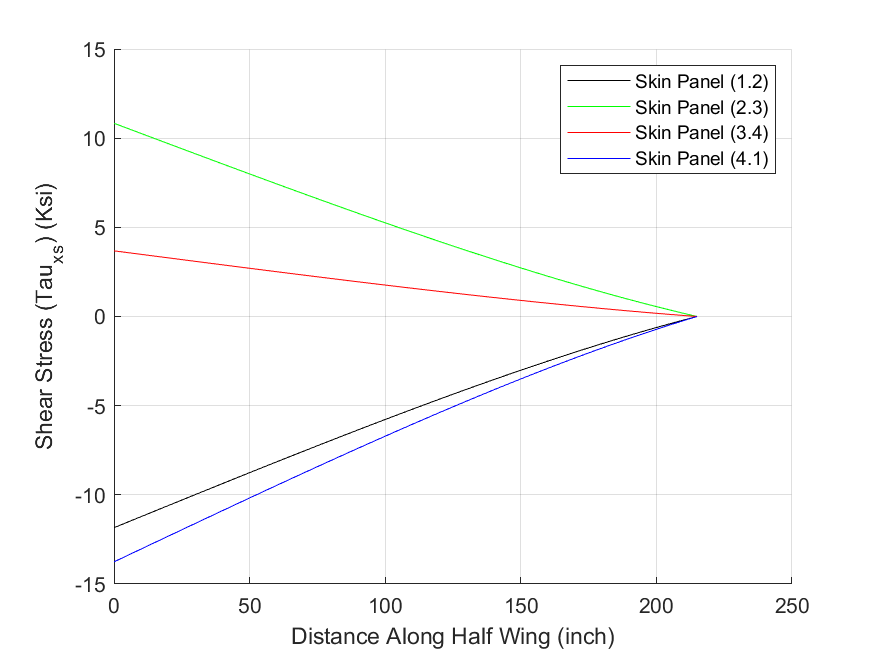 15
10
5
0
-5
-10
-15
0
50
100
150
200
250
Shear Stress (Tau_xs) (Ksi)
Distance Along Half Wing (inch)
Skin Panel (1.2)
Skin Panel (2.3)
Skin Panel (3.4)
Skin Panel (4.1)